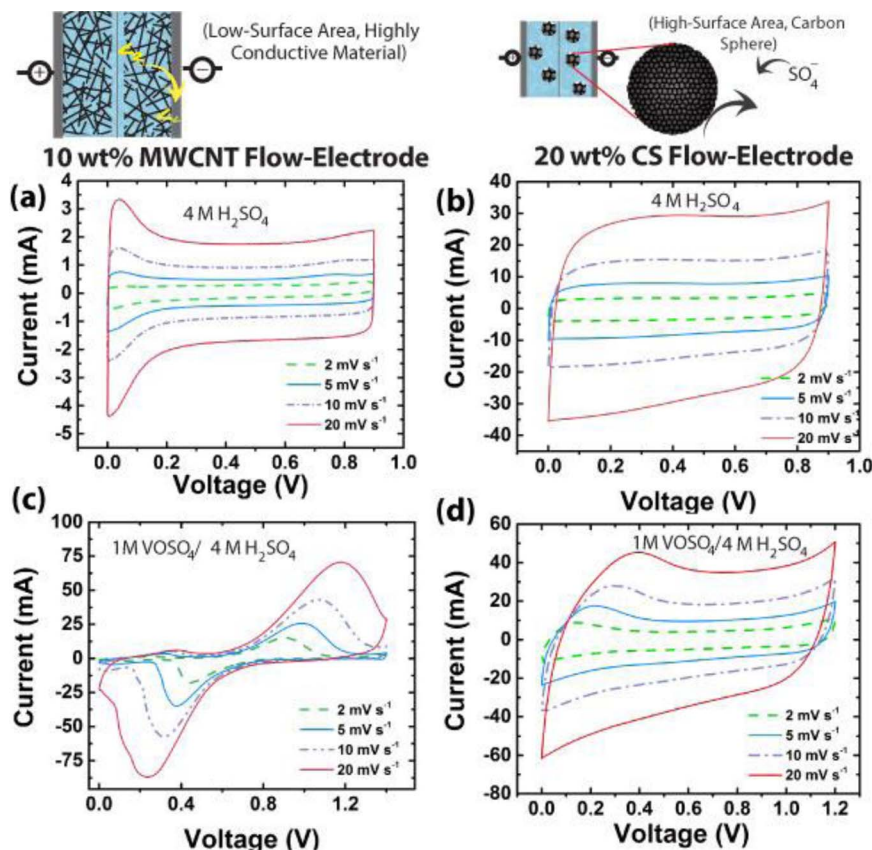 (Low-Surface Area, Highly
Conductive Material)
+
−
(High-Surface Area, Carbon
Sphere)
SO₄⁻
10 wt% MWCNT Flow-Electrode
20 wt% CS Flow-Electrode
(a)
4 M H₂SO₄
Current (mA)
4
3
2
1
0
-1
-2
-3
-4
-5
2 mV s⁻¹
5 mV s⁻¹
10 mV s⁻¹
20 mV s⁻¹
0.0 0.2 0.4 0.6 0.8 1.0
Voltage (V)
(b)
4 M H₂SO₄
Current (mA)
40
30
20
10
0
-10
-20
-30
-40
2 mV s⁻¹
5 mV s⁻¹
10 mV s⁻¹
20 mV s⁻¹
0.0 0.2 0.4 0.6 0.8 1.0
Voltage (V)
(c)
1M VOSO₄/ 4 M H₂SO₄
Current (mA)
100
75
50
25
0
-25
-50
-75
2 mV s⁻¹
5 mV s⁻¹
10 mV s⁻¹
20 mV s⁻¹
0.0 0.4 0.8 1.2
Voltage (V)
(d)
1M VOSO₄/4 M H₂SO₄
Current (mA)
60
40
20
0
-20
-40
-60
-80
2 mV s⁻¹
5 mV s⁻¹
10 mV s⁻¹
20 mV s⁻¹
0.0 0.2 0.4 0.6 0.8 1.0 1.2
Voltage (V)